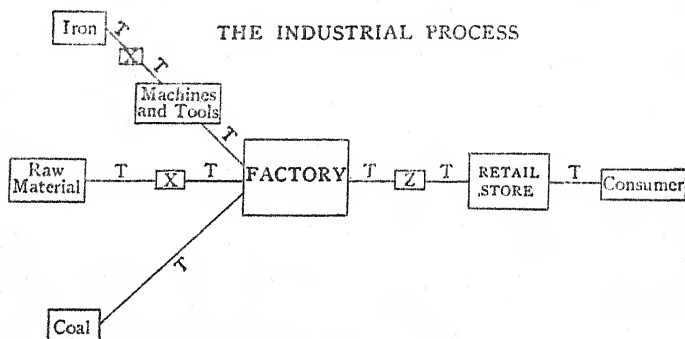 THE INDUSTRIAL PROCESS
Iron
T
X
T
Machines
and Tools
T
Raw
Material
T
X
T
FACTORY
T
Z
T
RETAIL
STORE
T
Consumer
T
Coal